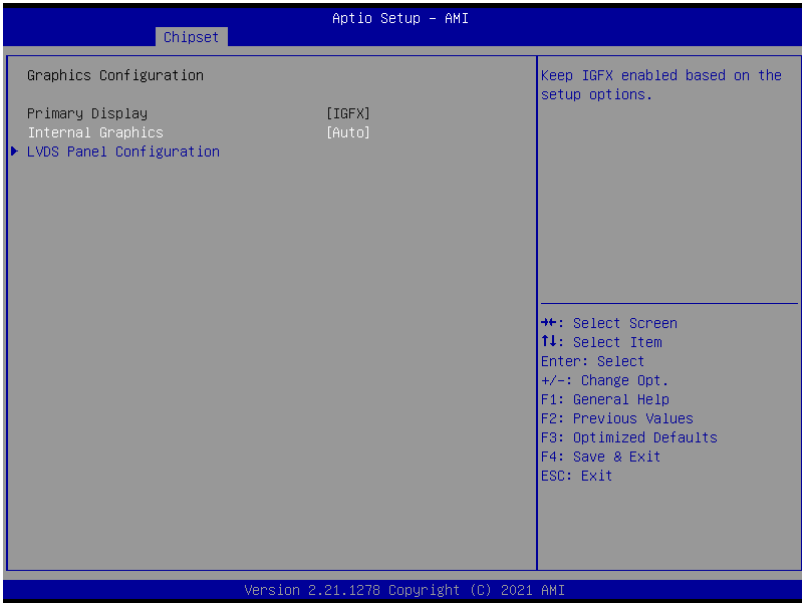 Aptio Setup – AMI
Chipset
Graphics Configuration
Primary Display [IGFX]
Internal Graphics [Auto]
LVDS Panel Configuration
Keep IGFX enabled based on the
setup options.
→←: Select Screen
↑↓: Select Item
Enter: Select
+/-: Change Opt.
F1: General Help
F2: Previous Values
F3: Optimized Defaults
F4: Save & Exit
ESC: Exit
Version 2.21.1278 Copyright (C) 2021 AMI